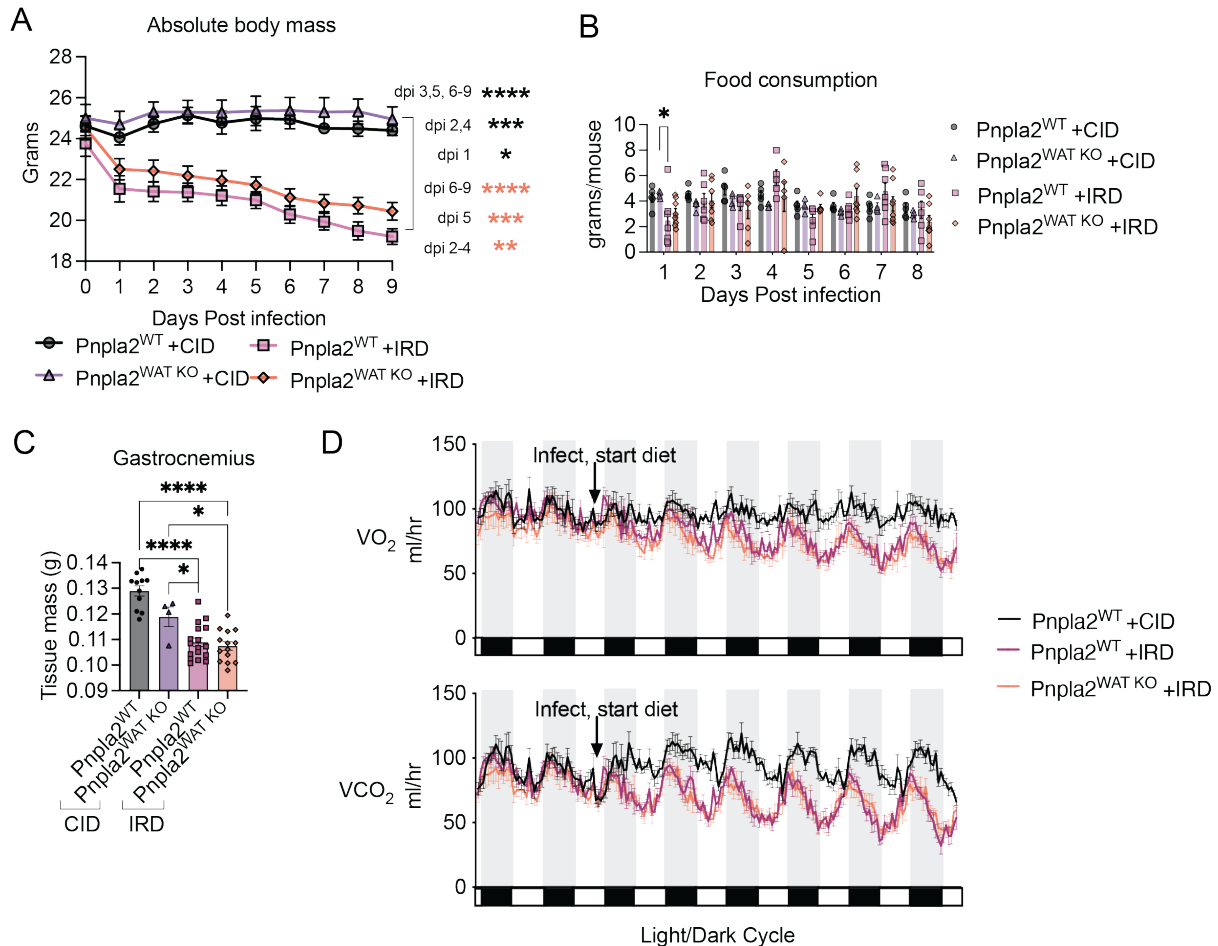 A
Absolute body mass
28
26
24
22
20
18
Grams
0 1 2 3 4 5 6 7 8 9
Days Post infection
dpi 3,5, 6-9 ****
dpi 2,4 ***
dpi 1 *
dpi 6-9 ****
dpi 5 ***
dpi 2-4 **
Pnpla2WT +CID
Pnpla2WT +IRD
Pnpla2WAT KO +CID
Pnpla2WAT KO +IRD
B
Food consumption
*
10
8
6
4
2
0
grams/mouse
1 2 3 4 5 6 7 8
Days Post infection
Pnpla2WT +CID
Pnpla2WAT KO +CID
Pnpla2WT +IRD
Pnpla2WAT KO +IRD
C
Gastrocnemius
****
*
****
*
0.14
0.13
0.12
0.11
0.10
0.09
Tissue mass (g)
Pnpla2WT
Pnpla2WAT KO
Pnpla2WT
Pnpla2WAT KO
CID
IRD
D
Infect, start diet
VO2
ml/hr
150
100
50
0
Infect, start diet
VCO2
ml/hr
150
100
50
0
Light/Dark Cycle
Pnpla2WT +CID
Pnpla2WT +IRD
Pnpla2WAT KO +IRD